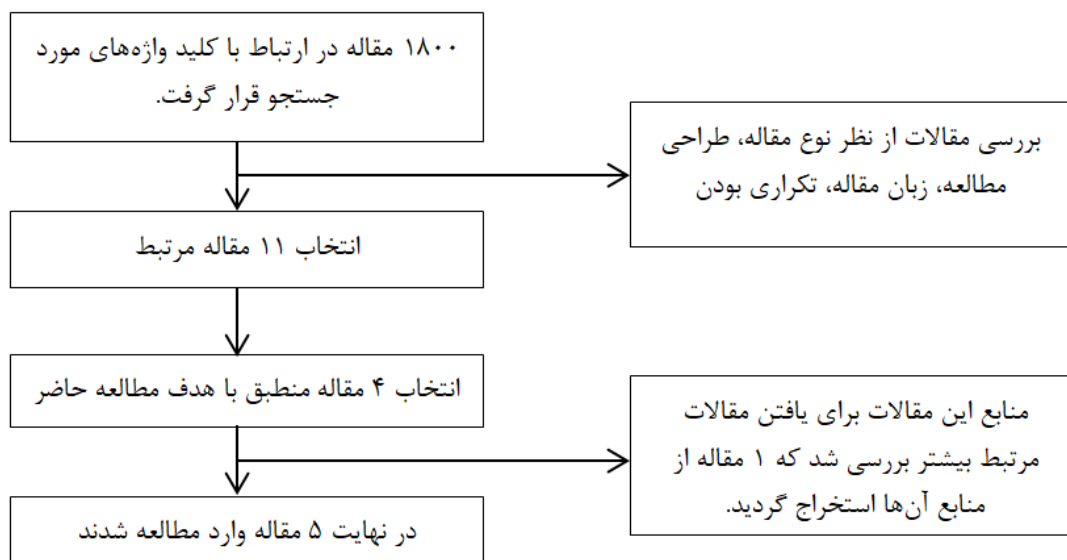 ۱۸۰۰ مقاله در ارتباط با کلید واژه‌های مورد
جستجو قرار گرفت.
بررسی مقالات از نظر نوع مقاله، طراحی
مطالعه، زبان مقاله، تکراری بودن
انتخاب ۱۱ مقاله مرتبط
انتخاب ۴ مقاله منطبق با هدف مطالعه حاضر
منابع این مقالات برای یافتن مقالات
مرتبط بیشتر بررسی شد که ۱ مقاله از
منابع آن‌ها استخراج گردید.
در نهایت ۵ مقاله وارد مطالعه شدند